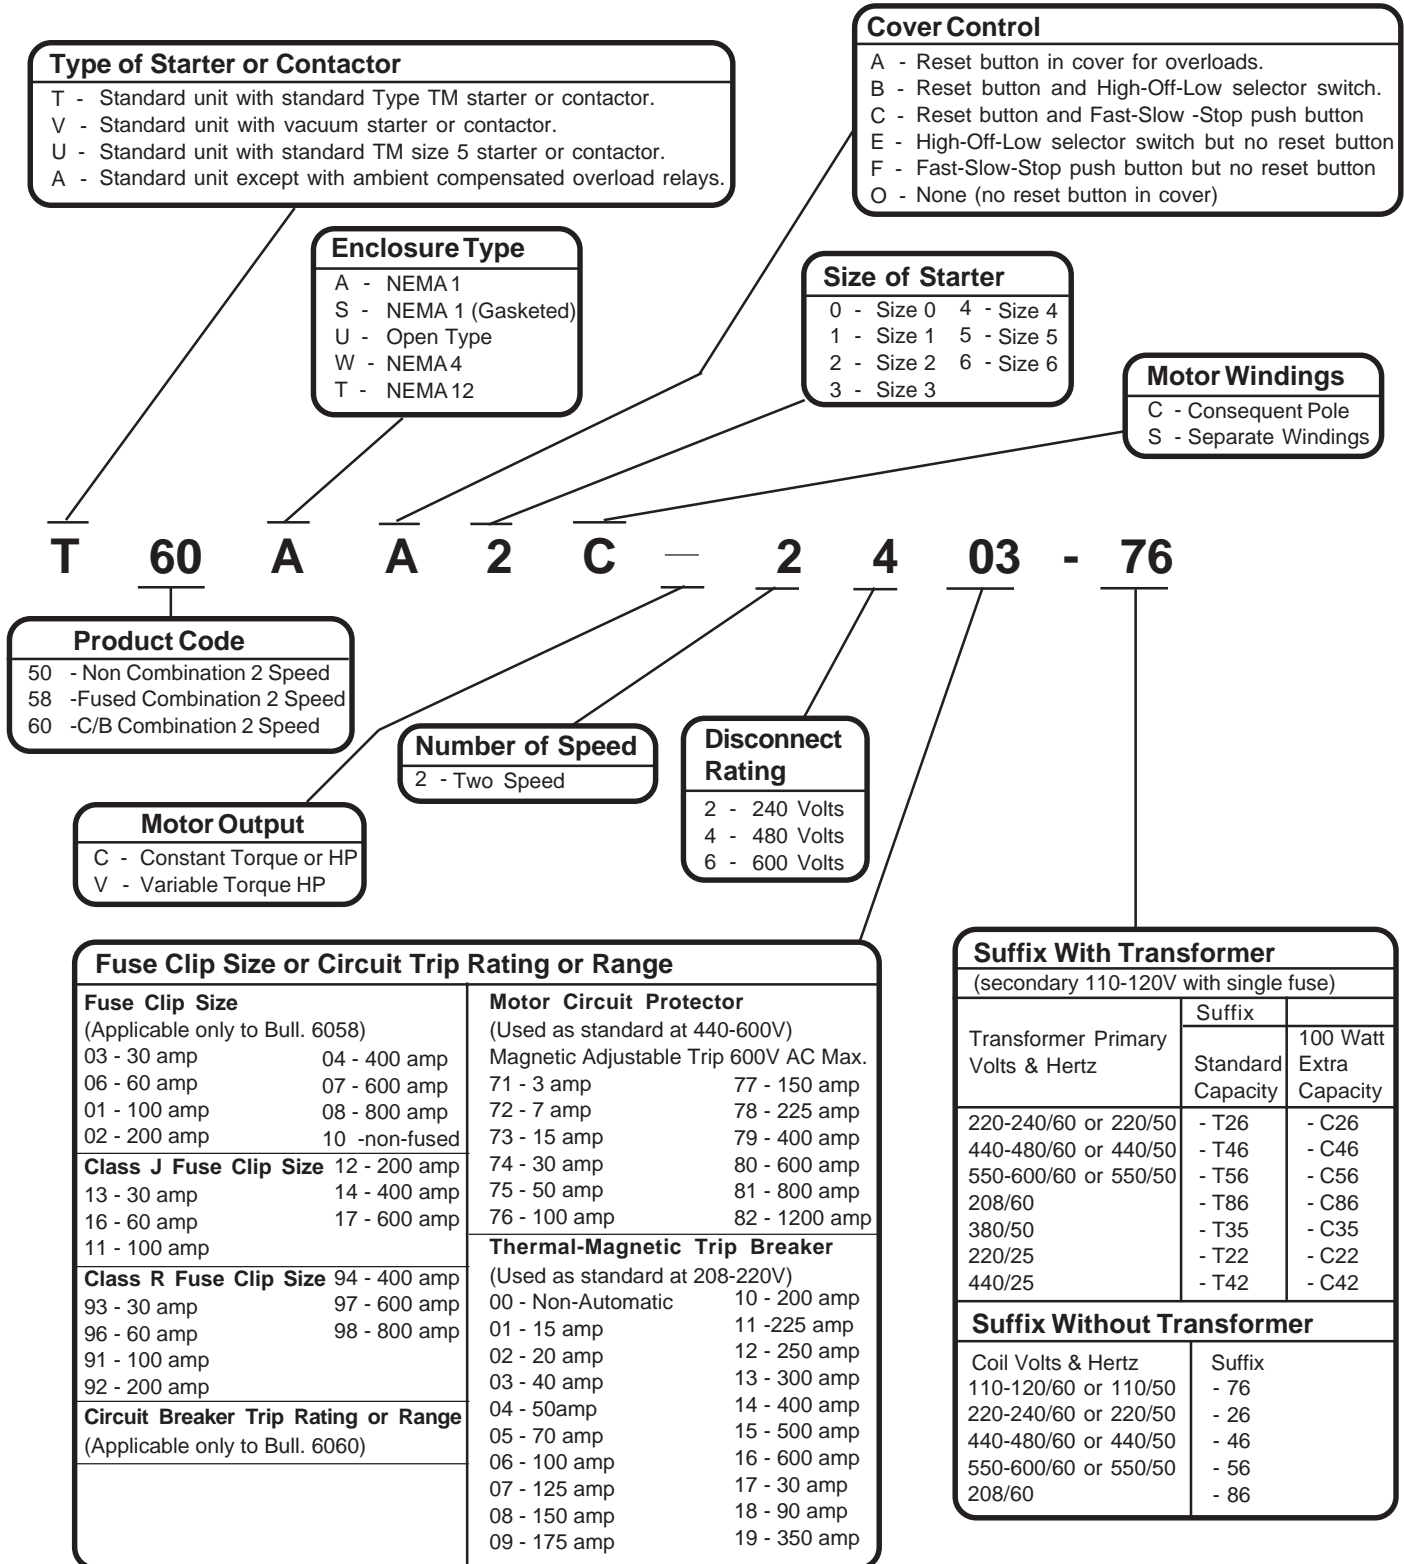 Type of Starter or Contactor
T - Standard unit with standard Type TM starter or contactor.
V - Standard unit with vacuum starter or contactor.
U - Standard unit with standard TM size 5 starter or contactor.
A - Standard unit except with ambient compensated overload relays.
Cover Control
A - Reset button in cover for overloads.
B - Reset button and High-Off-Low selector switch.
C - Reset button and Fast-Slow -Stop push button
E - High-Off-Low selector switch but no reset button
F - Fast-Slow-Stop push button but no reset button
O - None (no reset button in cover)
Enclosure Type
A - NEMA 1
S - NEMA 1 (Gasketed)
U - Open Type
W - NEMA 4
T - NEMA 12
Size of Starter
0 - Size 0 4 - Size 4
1 - Size 1 5 - Size 5
2 - Size 2 6 - Size 6
3 - Size 3
Motor Windings
C - Consequent Pole
S - Separate Windings
T 60 A A 2 C — 2 4 03 - 76
Product Code
50 - Non Combination 2 Speed
58 -Fused Combination 2 Speed
60 -C/B Combination 2 Speed
Number of Speed
2 - Two Speed
Disconnect
Rating
2 - 240 Volts
4 - 480 Volts
6 - 600 Volts
Motor Output
C - Constant Torque or HP
V - Variable Torque HP
Fuse Clip Size or Circuit Trip Rating or Range
Fuse Clip Size
(Applicable only to Bull. 6058)
03 - 30 amp 04 - 400 amp
06 - 60 amp 07 - 600 amp
01 - 100 amp 08 - 800 amp
02 - 200 amp 10 -non-fused
Class J Fuse Clip Size 12 - 200 amp
13 - 30 amp 14 - 400 amp
16 - 60 amp 17 - 600 amp
11 - 100 amp
Class R Fuse Clip Size 94 - 400 amp
93 - 30 amp 97 - 600 amp
96 - 60 amp 98 - 800 amp
91 - 100 amp
92 - 200 amp
Circuit Breaker Trip Rating or Range
(Applicable only to Bull. 6060)
Motor Circuit Protector
(Used as standard at 440-600V)
Magnetic Adjustable Trip 600V AC Max.
71 - 3 amp 77 - 150 amp
72 - 7 amp 78 - 225 amp
73 - 15 amp 79 - 400 amp
74 - 30 amp 80 - 600 amp
75 - 50 amp 81 - 800 amp
76 - 100 amp 82 - 1200 amp
Thermal-Magnetic Trip Breaker
(Used as standard at 208-220V)
00 - Non-Automatic 10 - 200 amp
01 - 15 amp 11 -225 amp
02 - 20 amp 12 - 250 amp
03 - 40 amp 13 - 300 amp
04 - 50amp 14 - 400 amp
05 - 70 amp 15 - 500 amp
06 - 100 amp 16 - 600 amp
07 - 125 amp 17 - 30 amp
08 - 150 amp 18 - 90 amp
09 - 175 amp 19 - 350 amp
Suffix With Transformer
(secondary 110-120V with single fuse)
Suffix
Transformer Primary 100 Watt
Volts & Hertz Standard Extra
Capacity Capacity
220-240/60 or 220/50 - T26 - C26
440-480/60 or 440/50 - T46 - C46
550-600/60 or 550/50 - T56 - C56
208/60 - T86 - C86
380/50 - T35 - C35
220/25 - T22 - C22
440/25 - T42 - C42
Suffix Without Transformer
Coil Volts & Hertz Suffix
110-120/60 or 110/50 - 76
220-240/60 or 220/50 - 26
440-480/60 or 440/50 - 46
550-600/60 or 550/50 - 56
208/60 - 86